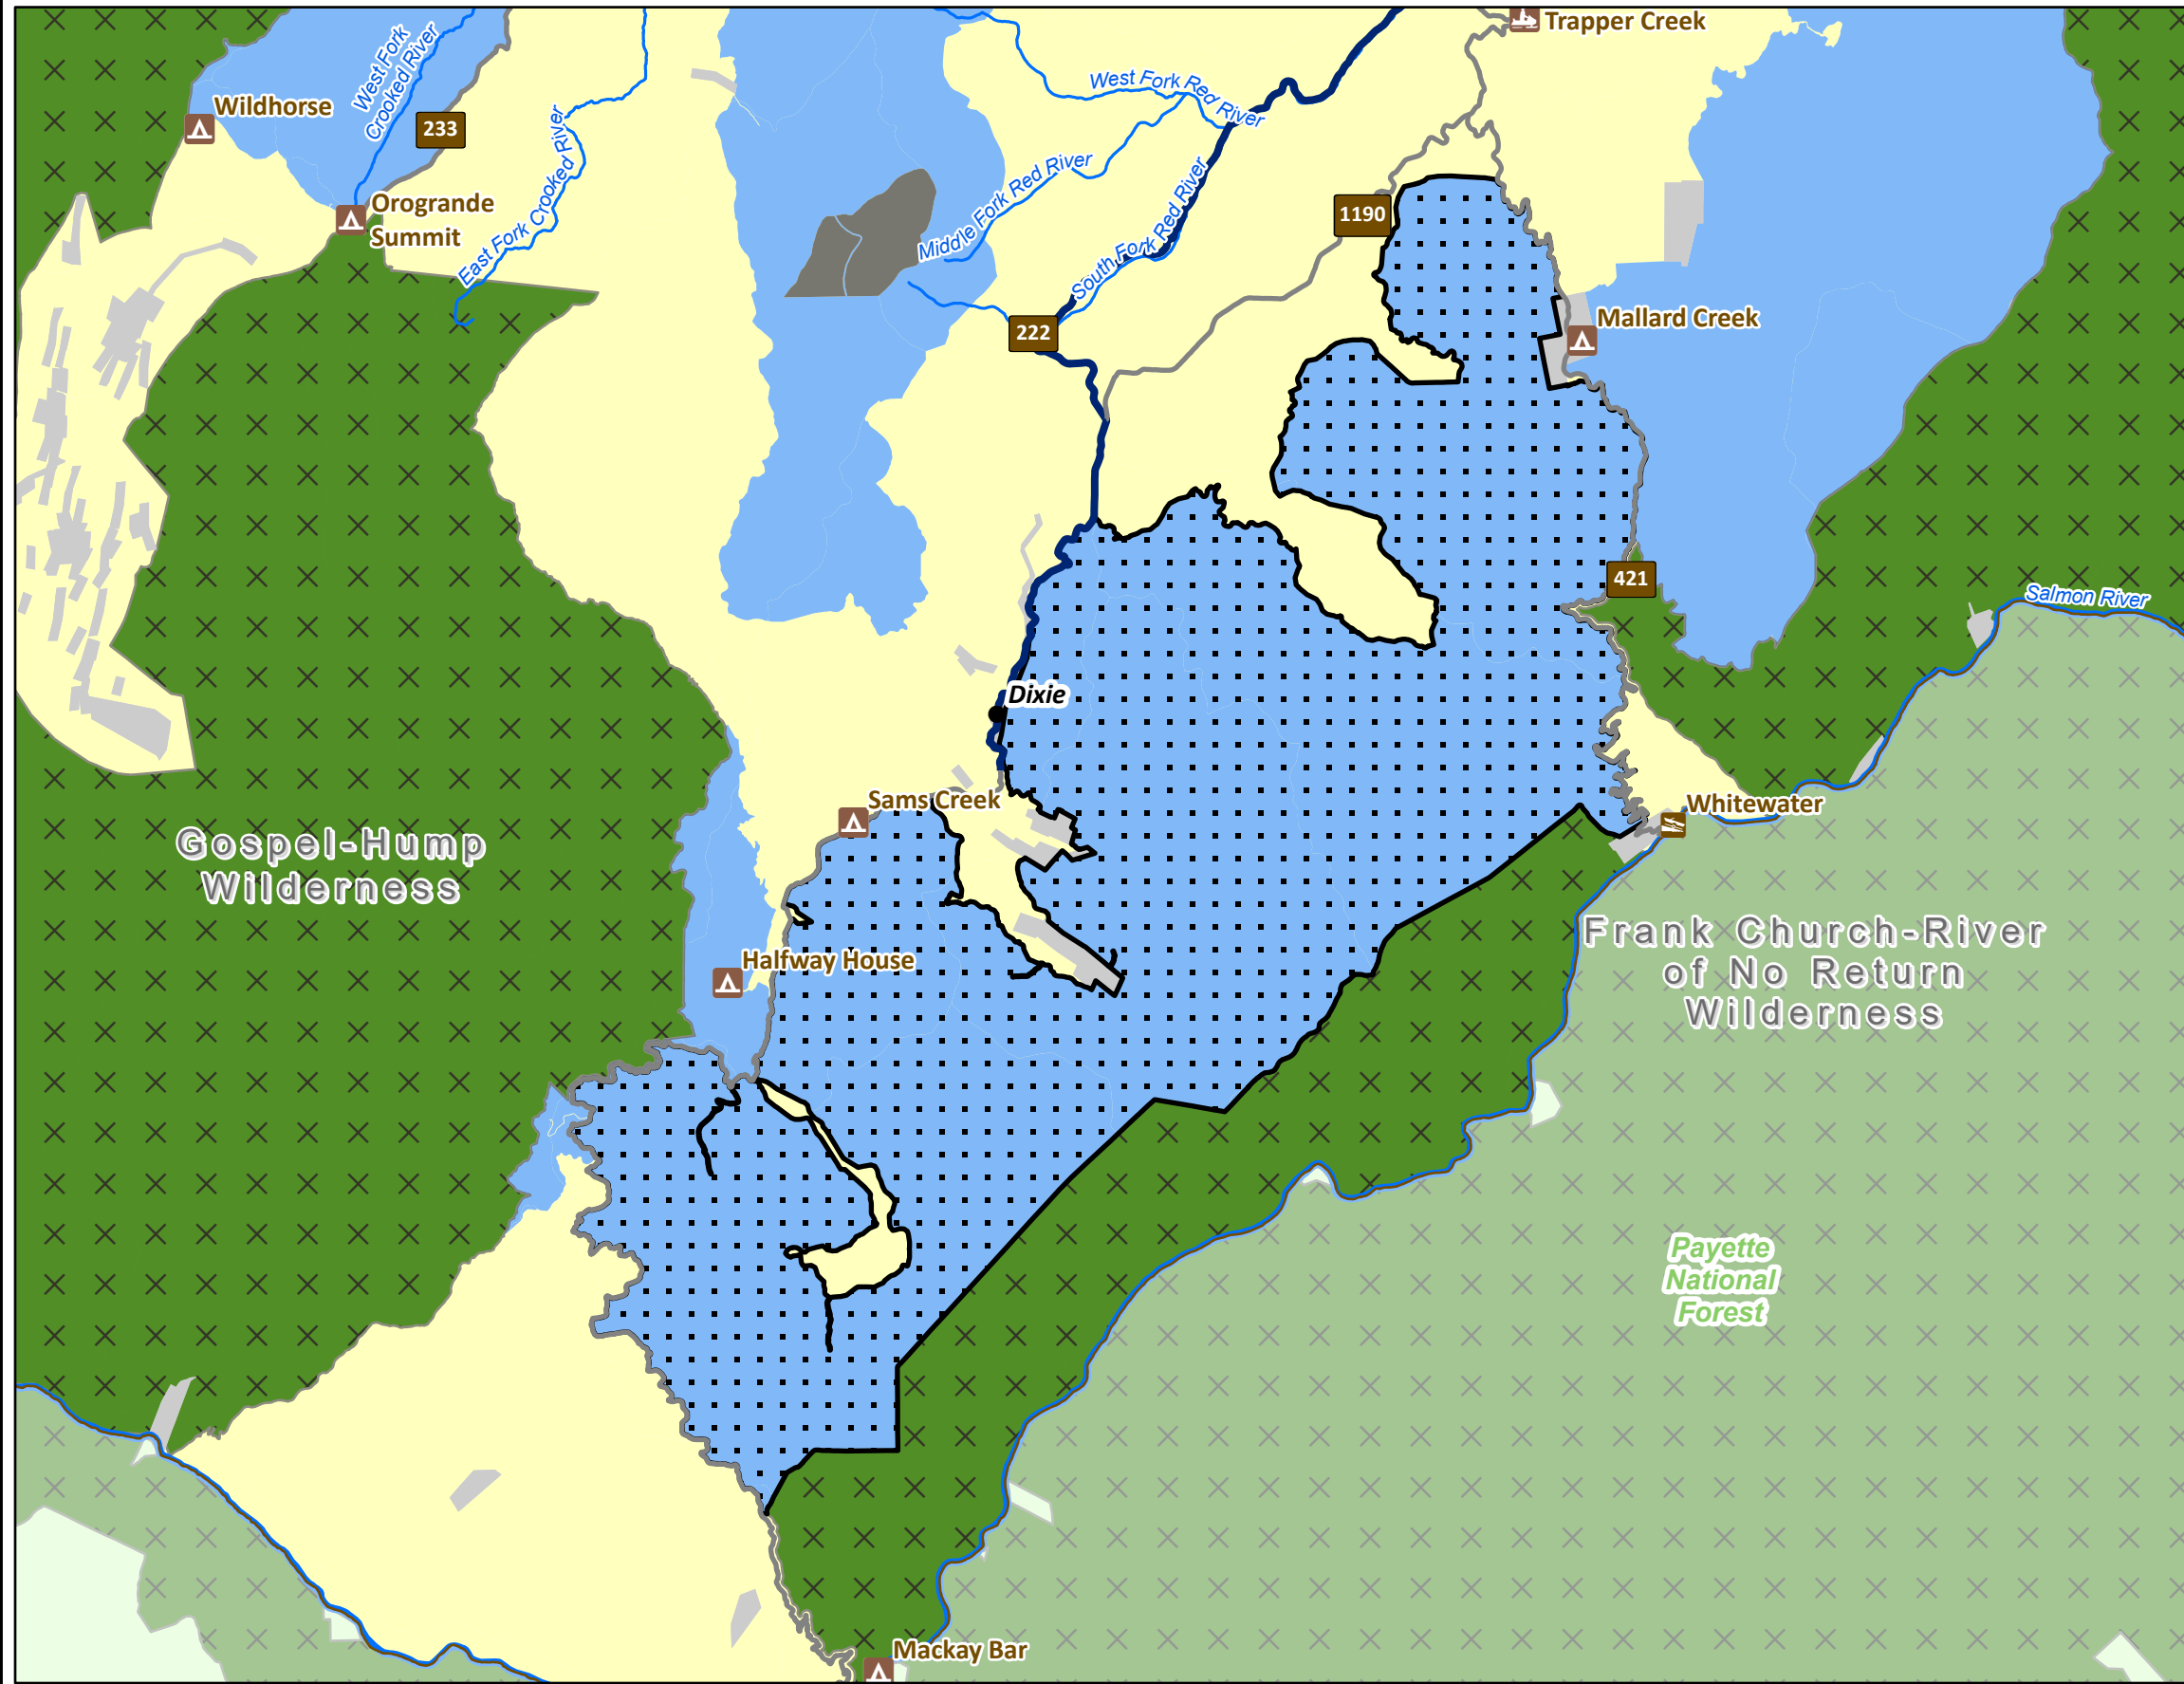 Trapper Creek
West Fork
Crooked River
West Fork Red River
Wildhorse
233
East Fork Crooked River
Middle Fork Red River
South Fork Red River
Orogrande
Summit
1190
222
Mallard Creek
421
Salmon River
Dixie
Sams Creek
Whitewater
Gospel-Hump
Wilderness
Frank Church-River
of No Return
Wilderness
Halfway House
Payette
National
Forest
Mackay Bar